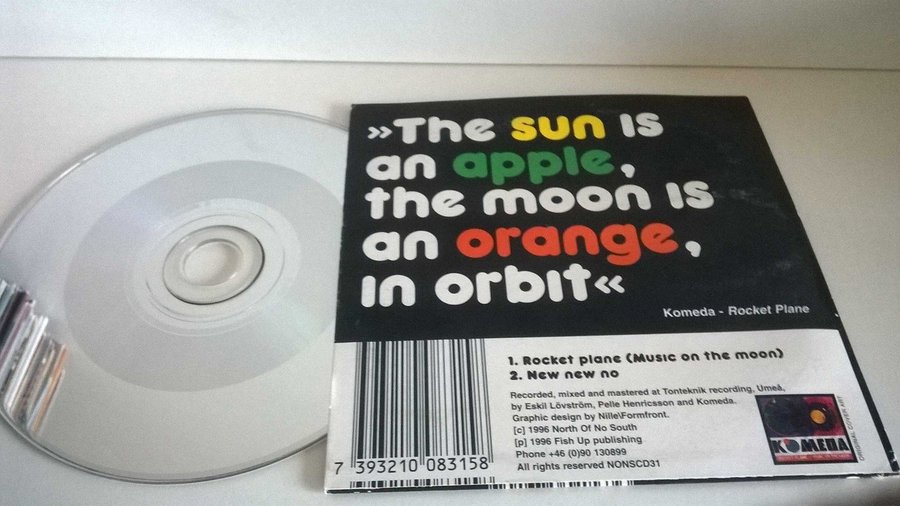 »The sun is
an apple,
the moon is
an orange,
in orbit«
Komeda - Rocket Plane
1. Rocket plane (Music on the moon)
2. New new no
Recorded, mixed and mastered at Tonteknik recording, Umeå,
by Eskil Lövström, Pelle Henricsson and Komeda.
Graphic design by Nille\Formfront.
[c] 1996 North Of No South
[p] 1996 Fish Up publishing
Phone +46 (0)90 130899
All rights reserved NONSCD31
7 393210 083158
KOMEDA
ORIGINAL COVER ART